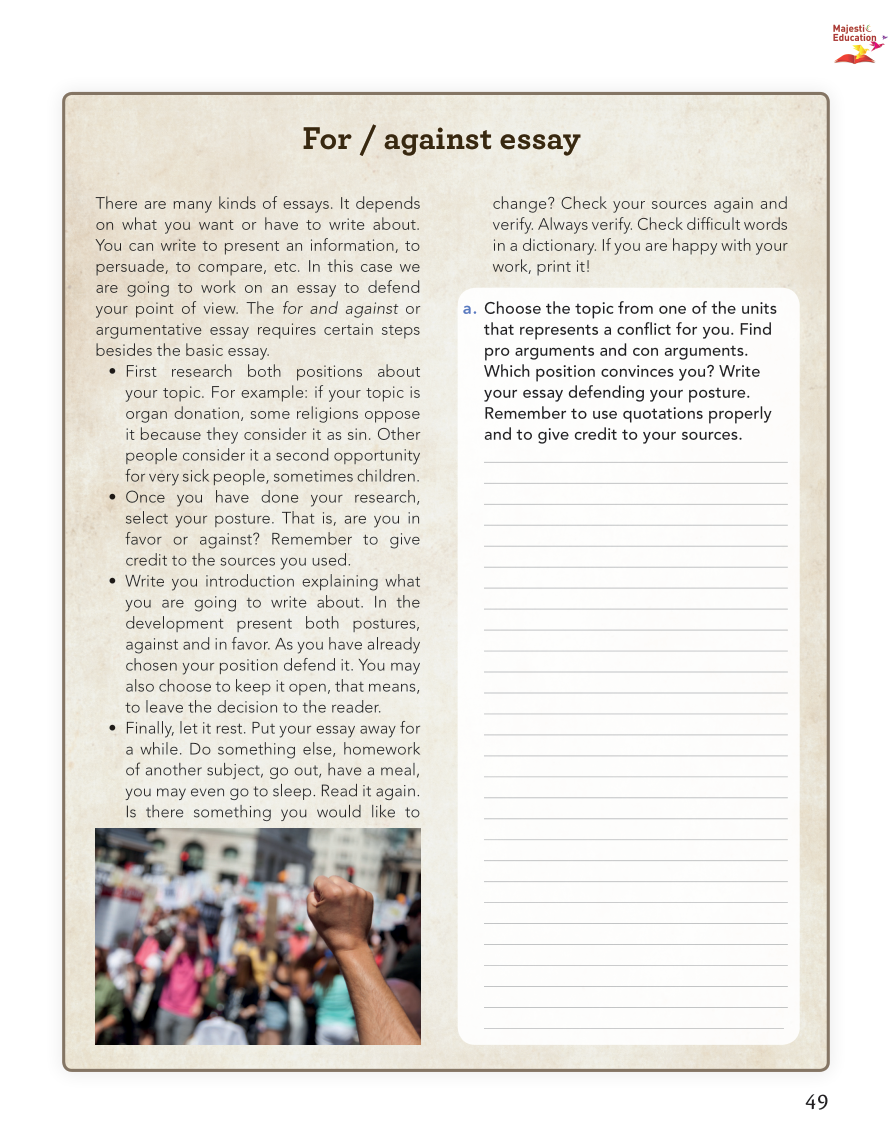 Majesti
Education
For / against essay
There are many kinds of essays. It depends
on what you want or have to write about.
You can write to present an information, to
persuade, to compare, etc. In this case we
are going to work on an essay to defend
your point of view. The for and against or
argumentative essay requires certain steps
besides the basic essay.
• First research both positions about
your topic. For example: if your topic is
organ donation, some religions oppose
it because they consider it as sin. Other
people consider it a second opportunity
for very sick people, sometimes children.
• Once you have done your research,
select your posture. That is, are you in
favor or against? Remember to give
credit to the sources you used.
• Write you introduction explaining what
you are going to write about. In the
development present both postures,
against and in favor. As you have already
chosen your position defend it. You may
also choose to keep it open, that means,
to leave the decision to the reader.
• Finally, let it rest. Put your essay away for
a while. Do something else, homework
of another subject, go out, have a meal,
you may even go to sleep. Read it again.
Is there something you would like to
change? Check your sources again and
verify. Always verify. Check difficult words
in a dictionary. If you are happy with your
work, print it!
a. Choose the topic from one of the units
that represents a conflict for you. Find
pro arguments and con arguments.
Which position convinces you? Write
your essay defending your posture.
Remember to use quotations properly
and to give credit to your sources.
49